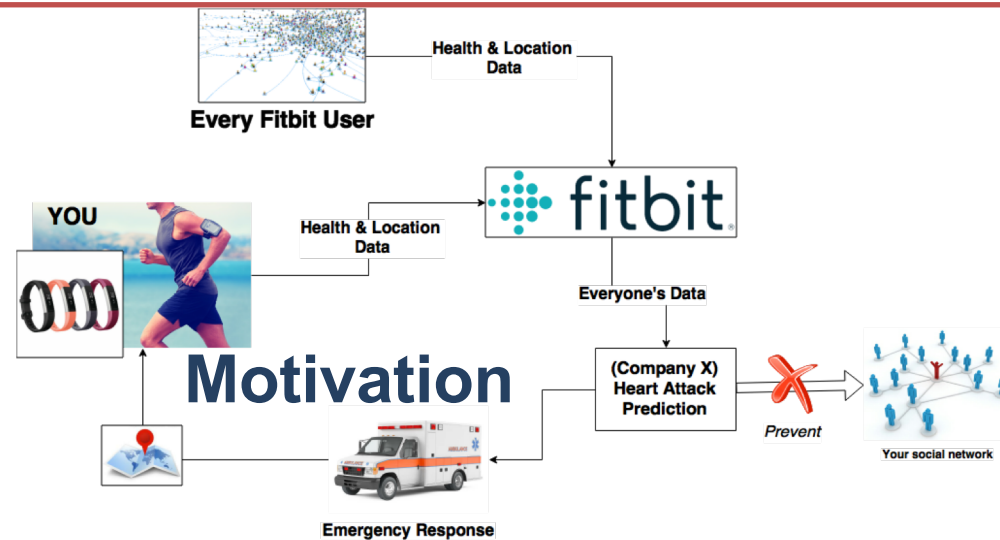 Health & Location
Data
Every Fitbit User
YOU
Health & Location
Data
fitbit®
Everyone's Data
Motivation
(Company X)
Heart Attack
Prediction
Prevent
Your social network
AMBULANCE
Emergency Response